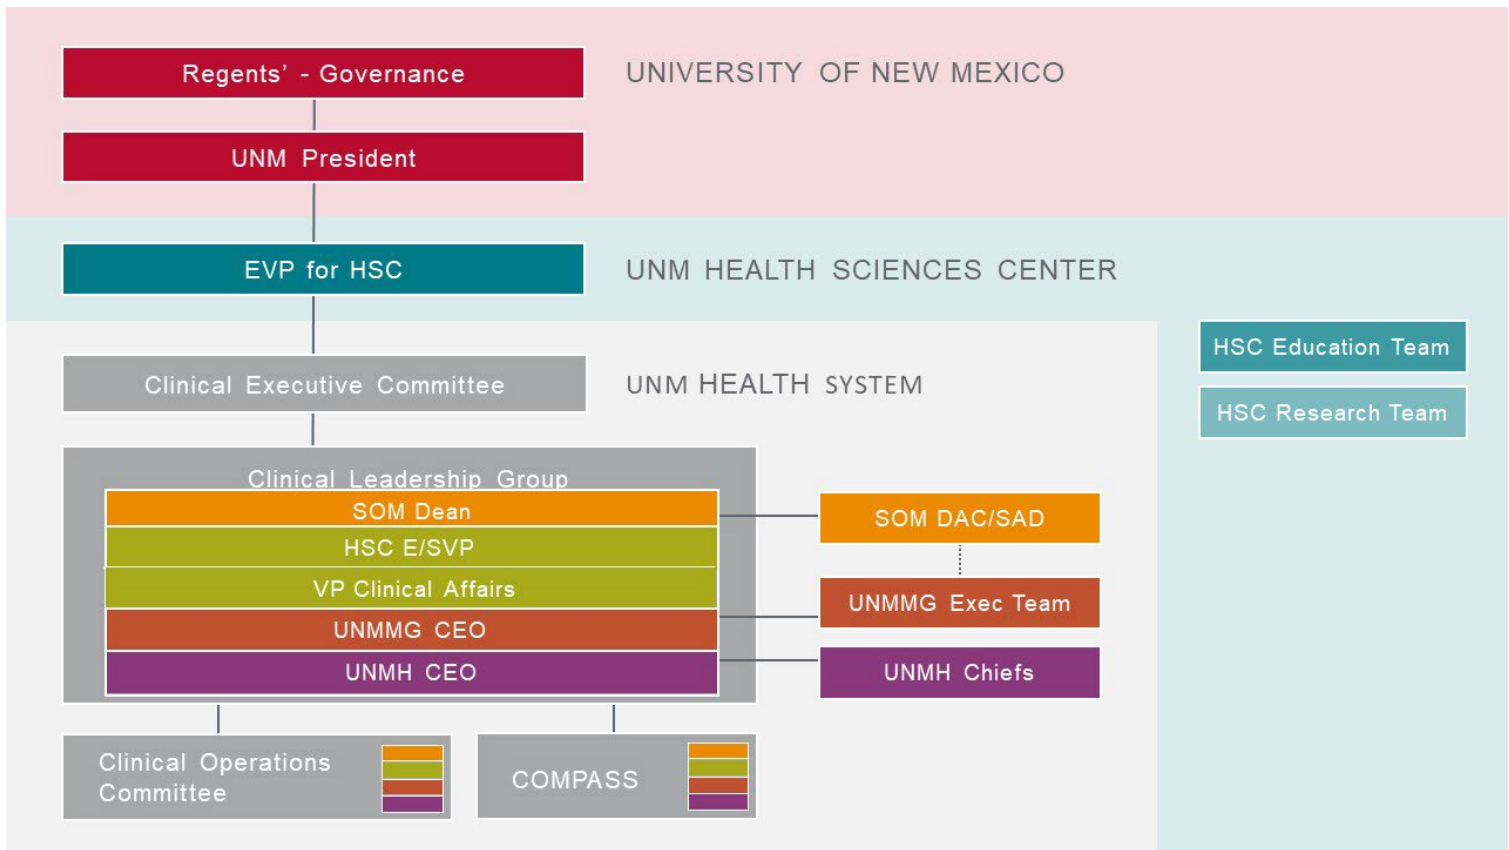 Regents' - Governance
UNIVERSITY OF NEW MEXICO
UNM President
EVP for HSC
UNM HEALTH SCIENCES CENTER
HSC Education Team
Clinical Executive Committee
UNM HEALTH SYSTEM
HSC Research Team
Clinical Leadership Group
SOM Dean
SOM DAC/SAD
HSC E/SVP
VP Clinical Affairs
UNMMG Exec Team
UNMMG CEO
UNMH CEO
UNMH Chiefs
Clinical Operations
Committee
COMPASS